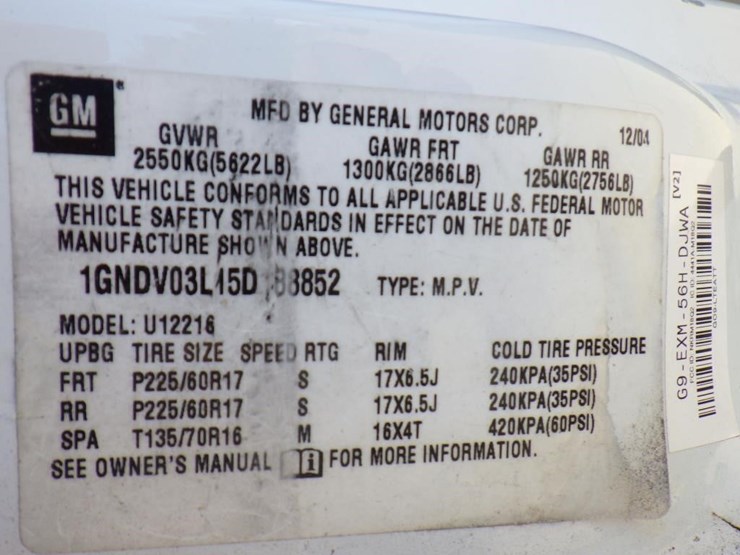 GM
MFD BY GENERAL MOTORS CORP. 12/04
GVWR GAWR FRT GAWR RR
2550KG(5622LB) 1300KG(2866LB) 1250KG(2756LB)
THIS VEHICLE CONFORMS TO ALL APPLICABLE U.S. FEDERAL MOTOR
VEHICLE SAFETY STANDARDS IN EFFECT ON THE DATE OF
MANUFACTURE SHOWN ABOVE.
TYPE: M.P.V.
MODEL: U12216
UPBG TIRE SIZE SPEED RTG RIM COLD TIRE PRESSURE
FRT P225/60R17 S 17X6.5J 240KPA(35PSI)
RR P225/60R17 S 17X6.5J 240KPA(35PSI)
SPA T135/70R16 M 16X4T 420KPA(60PSI)
SEE OWNER'S MANUAL i FOR MORE INFORMATION.
G9-EXM-56H-DJWA [V2]